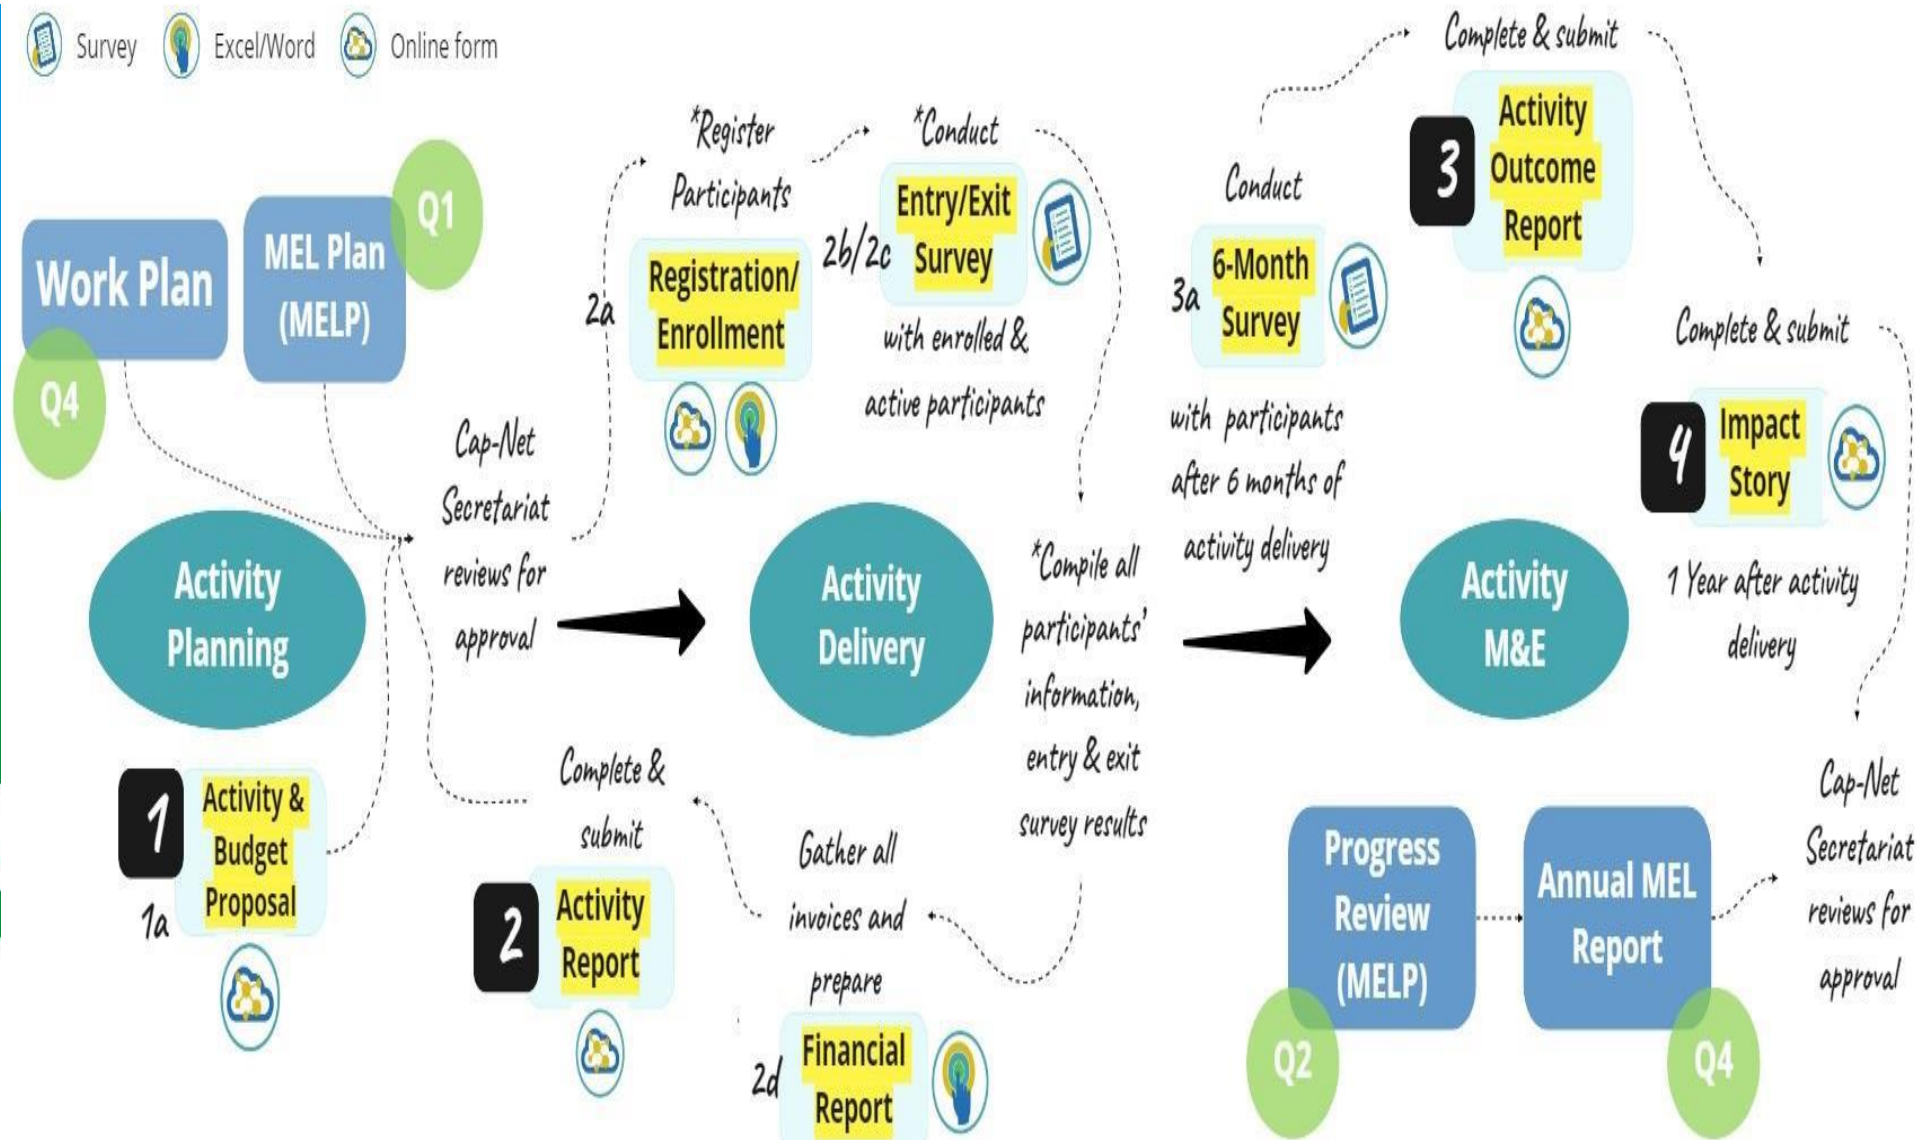 Survey
Excel/Word
Online form
Work Plan
Q4
MEL Plan
(MELP)
Q1
Activity
Planning
1
Activity &
Budget
Proposal
1a
Cap-Net
Secretariat
reviews for
approval
*Register
Participants
2a
Registration/
Enrollment
*Conduct
2b/2c
Entry/Exit
Survey
with enrolled &
active participants
Activity
Delivery
*Compile all
participants'
information,
entry & exit
survey results
Gather all
invoices and
prepare
2d
Financial
Report
Complete &
submit
2
Activity
Report
Conduct
3a
6-Month
Survey
with participants
after 6 months of
activity delivery
Complete & submit
3
Activity
Outcome
Report
Activity
M&E
Complete & submit
4
Impact
Story
1 Year after activity
delivery
Progress
Review
(MELP)
Q2
Annual MEL
Report
Q4
Cap-Net
Secretariat
reviews for
approval